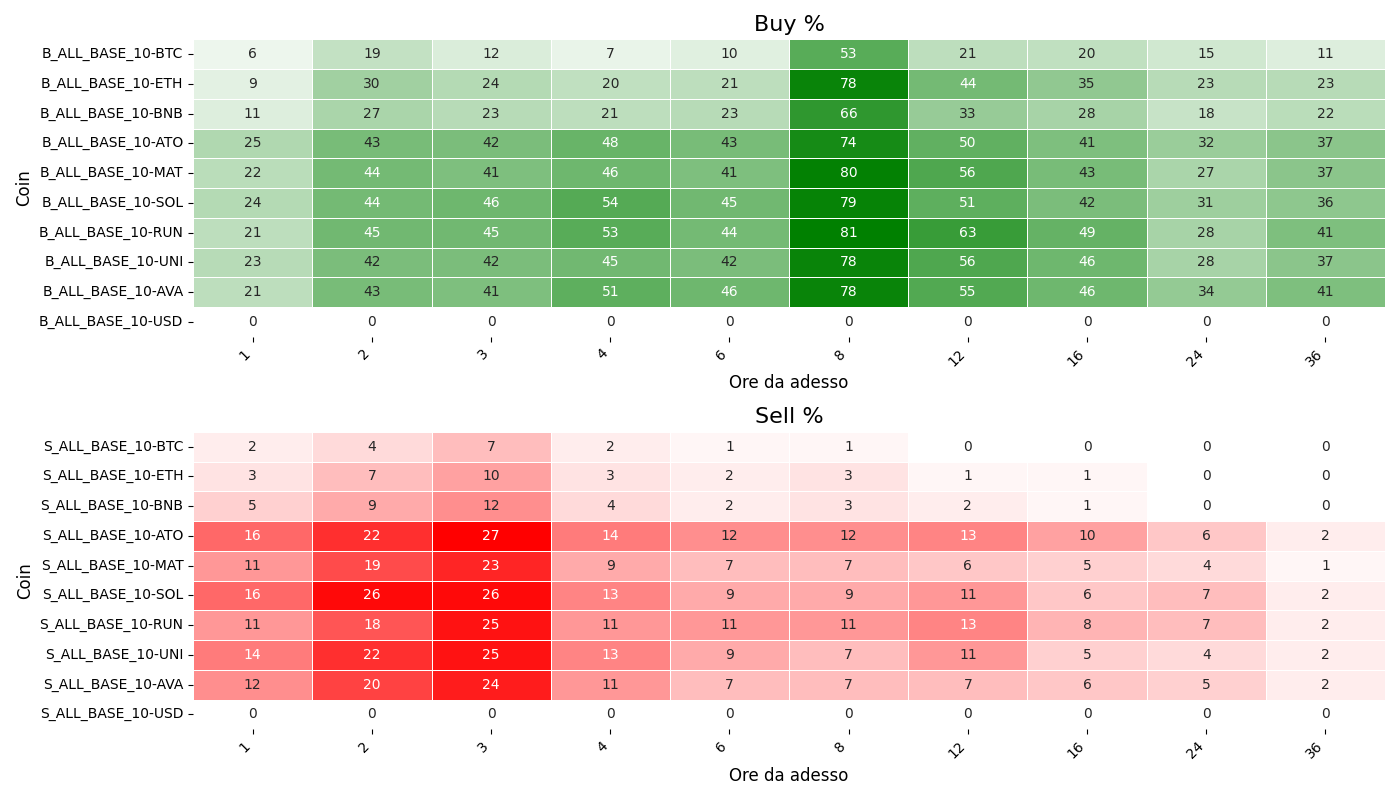 Buy %
B_ALL_BASE_10-BTC 6 19 12 7 10 53 21 20 15 11
B_ALL_BASE_10-ETH 9 30 24 20 21 78 44 35 23 23
B_ALL_BASE_10-BNB 11 27 23 21 23 66 33 28 18 22
B_ALL_BASE_10-ATO 25 43 42 48 43 74 50 41 32 37
B_ALL_BASE_10-MAT 22 44 41 46 41 80 56 43 27 37
B_ALL_BASE_10-SOL 24 44 46 54 45 79 51 42 31 36
B_ALL_BASE_10-RUN 21 45 45 53 44 81 63 49 28 41
B_ALL_BASE_10-UNI 23 42 42 45 42 78 56 46 28 37
B_ALL_BASE_10-AVA 21 43 41 51 46 78 55 46 34 41
B_ALL_BASE_10-USD 0 0 0 0 0 0 0 0 0 0
Coin
1 2 3 4 6 8 12 16 24 36
Ore da adesso
Sell %
S_ALL_BASE_10-BTC 2 4 7 2 1 1 0 0 0 0
S_ALL_BASE_10-ETH 3 7 10 3 2 3 1 1 0 0
S_ALL_BASE_10-BNB 5 9 12 4 2 3 2 1 0 0
S_ALL_BASE_10-ATO 16 22 27 14 12 12 13 10 6 2
S_ALL_BASE_10-MAT 11 19 23 9 7 7 6 5 4 1
S_ALL_BASE_10-SOL 16 26 26 13 9 9 11 6 7 2
S_ALL_BASE_10-RUN 11 18 25 11 11 11 13 8 7 2
S_ALL_BASE_10-UNI 14 22 25 13 9 7 11 5 4 2
S_ALL_BASE_10-AVA 12 20 24 11 7 7 7 6 5 2
S_ALL_BASE_10-USD 0 0 0 0 0 0 0 0 0 0
Coin
1 2 3 4 6 8 12 16 24 36
Ore da adesso